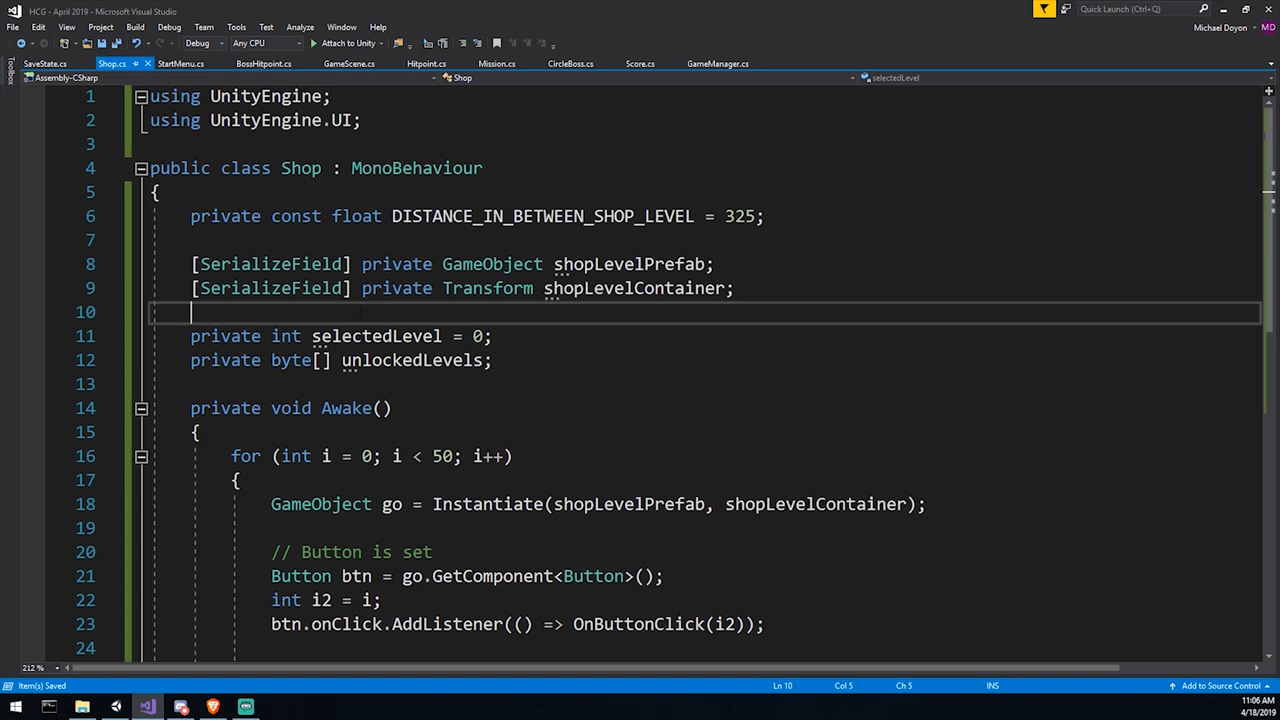 HCG - April 2019 - Microsoft Visual Studio
Quick Launch (Ctrl+Q)
File Edit View Project Build Debug Team Tools Test Analyze Window Help
Michael Doyon MD
Debug Any CPU Attach to Unity
SaveState.cs Shop.cs StartMenu.cs BossHitpoint.cs GameScene.cs Hitpoint.cs Mission.cs CircleBoss.cs Score.cs GameManager.cs
Toolbox
Assembly-CSharp Shop selectedLevel
1 using UnityEngine;
2 using UnityEngine.UI;
3
4 public class Shop : MonoBehaviour
5 {
6 private const float DISTANCE_IN_BETWEEN_SHOP_LEVEL = 325;
7
8 [SerializeField] private GameObject shopLevelPrefab;
9 [SerializeField] private Transform shopLevelContainer;
10
11 private int selectedLevel = 0;
12 private byte[] unlockedLevels;
13
14 private void Awake()
15 {
16 for (int i = 0; i < 50; i++)
17 {
18 GameObject go = Instantiate(shopLevelPrefab, shopLevelContainer);
19
20 // Button is set
21 Button btn = go.GetComponent<Button>();
22 int i2 = i;
23 btn.onClick.AddListener(() => OnButtonClick(i2));
24
212 %
Item(s) Saved Ln 10 Col 5 Ch 5 INS Add to Source Control
11:06 AM
4/18/2019